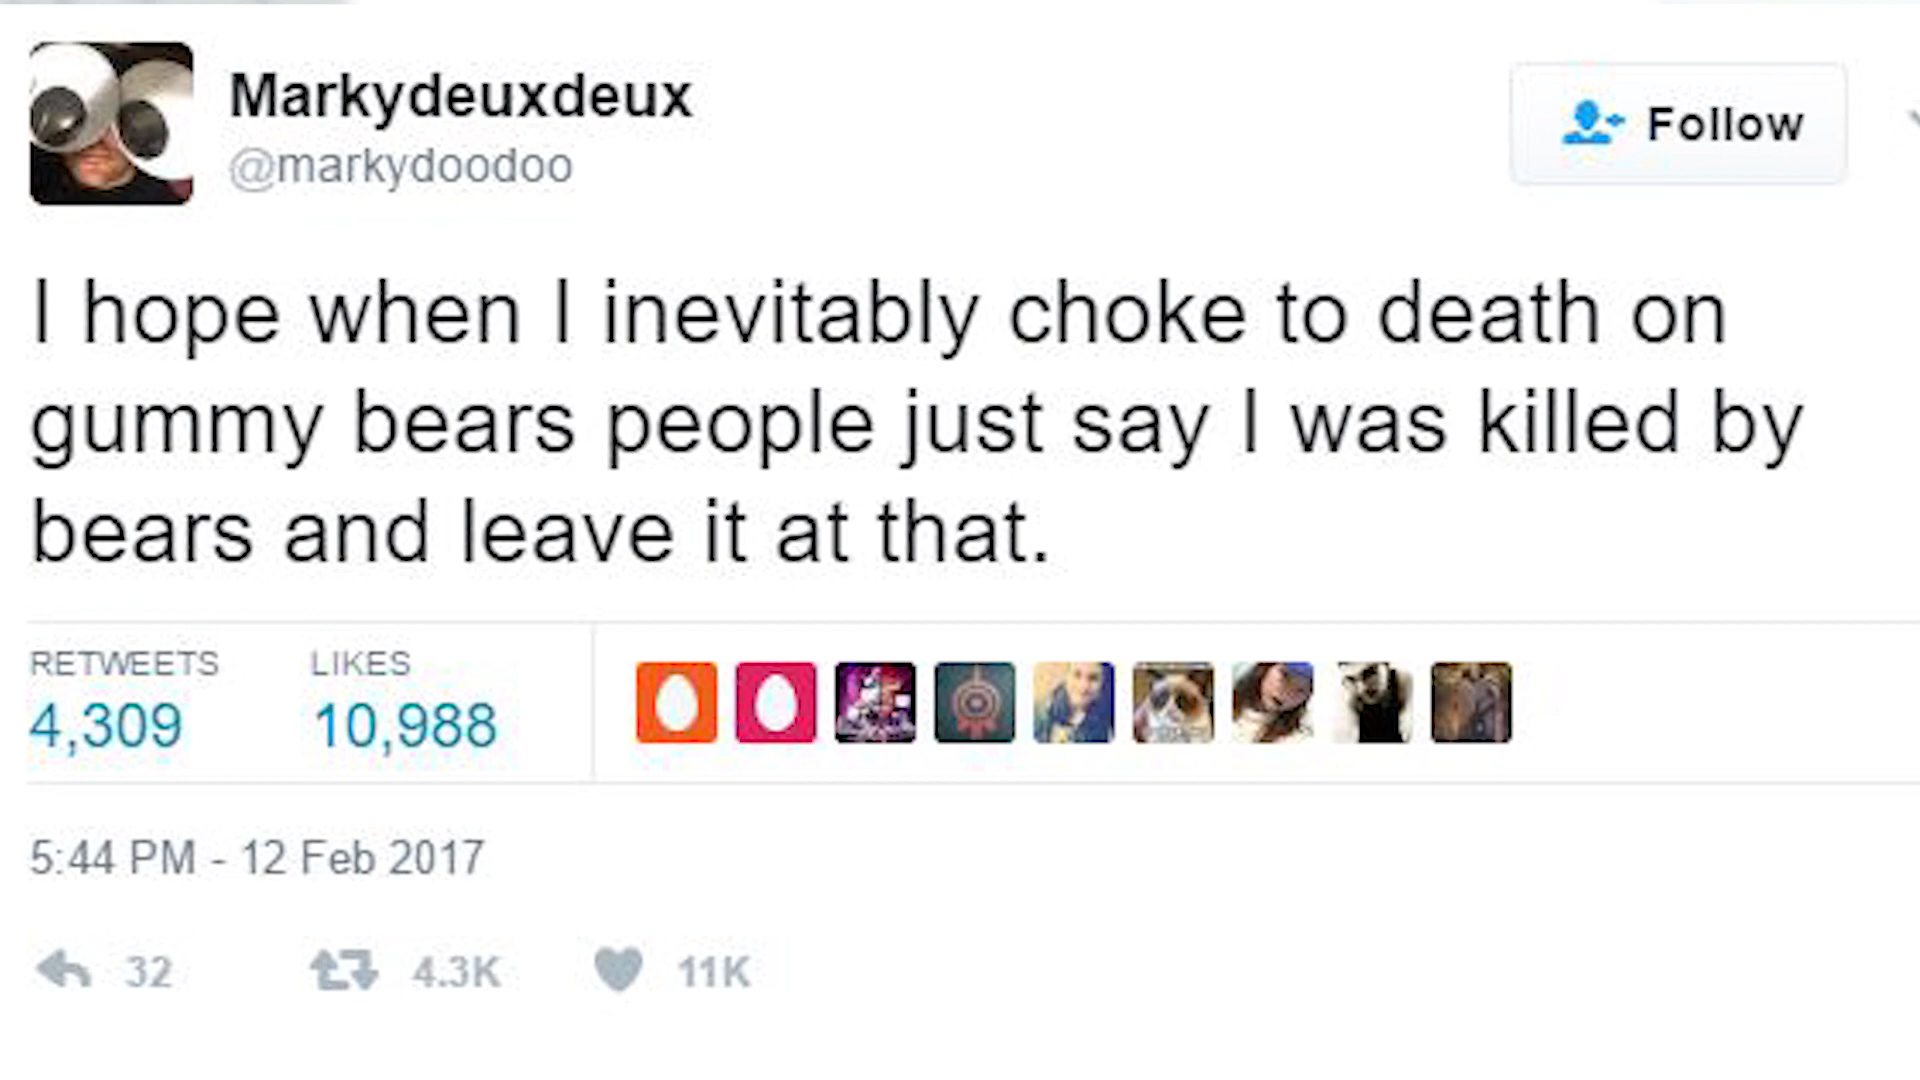 Markydeuxdeux
@markydoodoo
Follow
I hope when I inevitably choke to death on
gummy bears people just say I was killed by
bears and leave it at that.
RETWEETS LIKES
4,309 10,988
5:44 PM - 12 Feb 2017
32 4.3K 11K